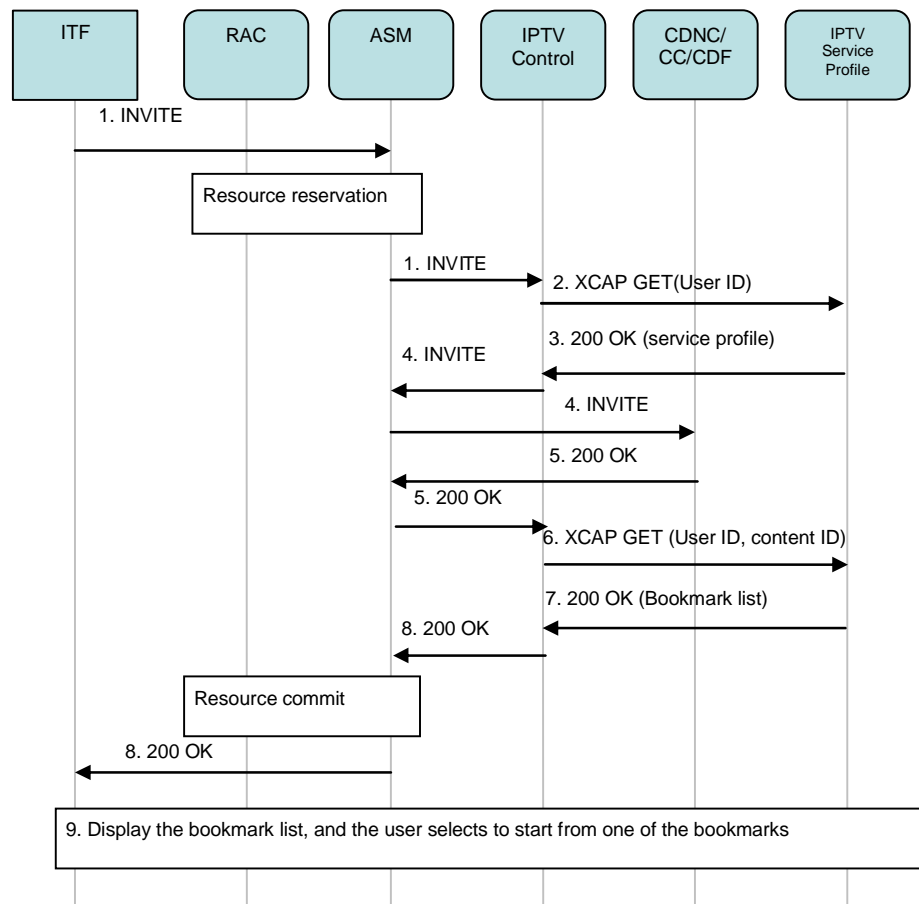 ITF
RAC
ASM
IPTV
Control
CDNC/
CC/CDF
IPTV
Service
Profile
1. INVITE
Resource reservation
1. INVITE
2. XCAP GET(User ID)
3. 200 OK (service profile)
4. INVITE
4. INVITE
5. 200 OK
5. 200 OK
6. XCAP GET (User ID, content ID)
7. 200 OK (Bookmark list)
8. 200 OK
Resource commit
8. 200 OK
9. Display the bookmark list, and the user selects to start from one of the bookmarks